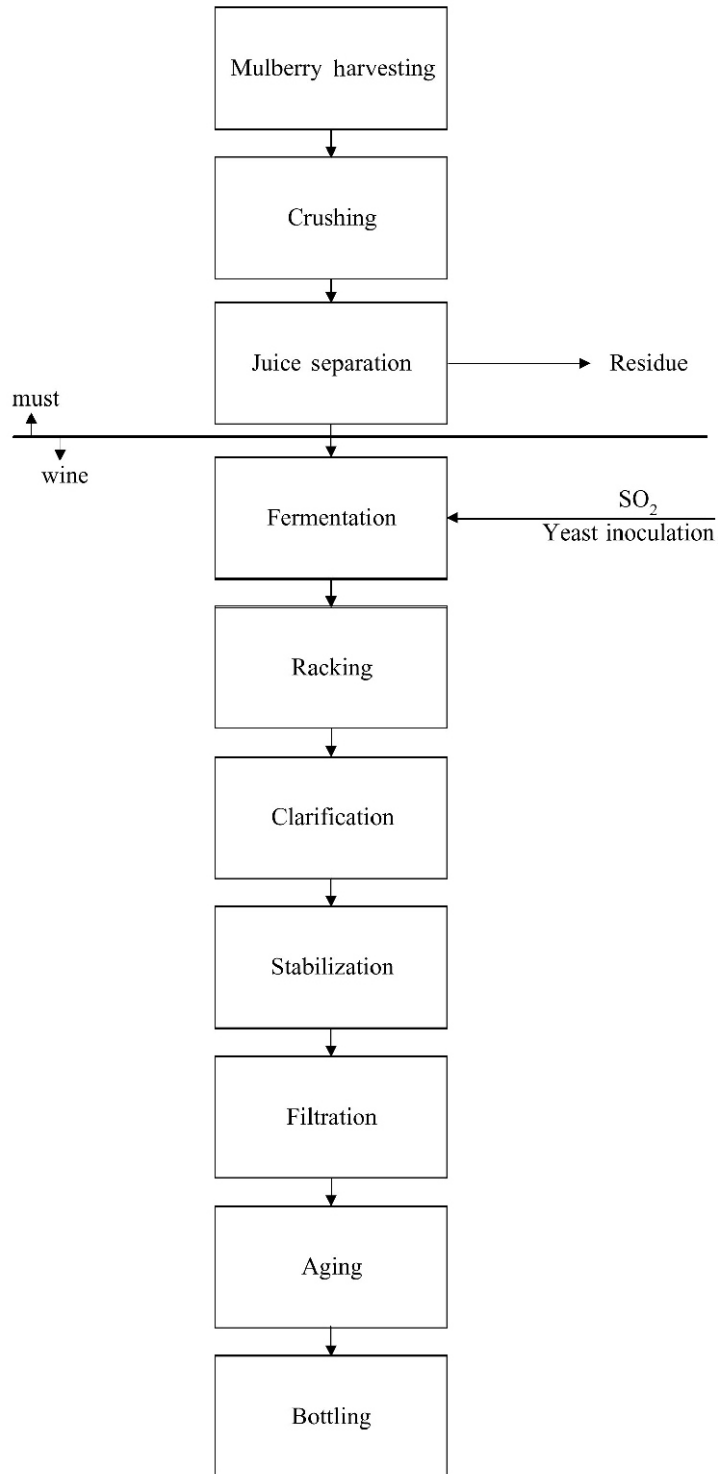 Mulberry harvesting
Crushing
Juice separation
Residue
must
wine
Fermentation
SO₂
Yeast inoculation
Racking
Clarification
Stabilization
Filtration
Aging
Bottling